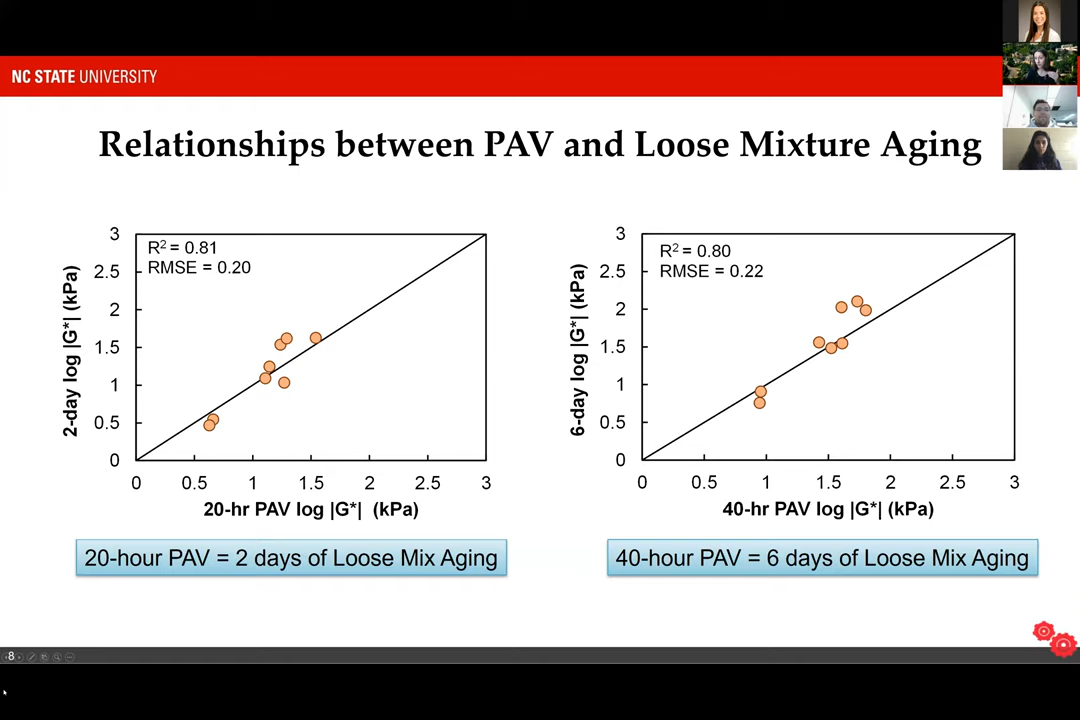 NC STATE UNIVERSITY
Relationships between PAV and Loose Mixture Aging
R² = 0.81
RMSE = 0.20
2-day log |G*| (kPa)
3
2.5
2
1.5
1
0.5
0
0 0.5 1 1.5 2 2.5 3
20-hr PAV log |G*| (kPa)
20-hour PAV = 2 days of Loose Mix Aging
R² = 0.80
RMSE = 0.22
6-day log |G*| (kPa)
3
2.5
2
1.5
1
0.5
0
0 0.5 1 1.5 2 2.5 3
40-hr PAV log |G*| (kPa)
40-hour PAV = 6 days of Loose Mix Aging
8